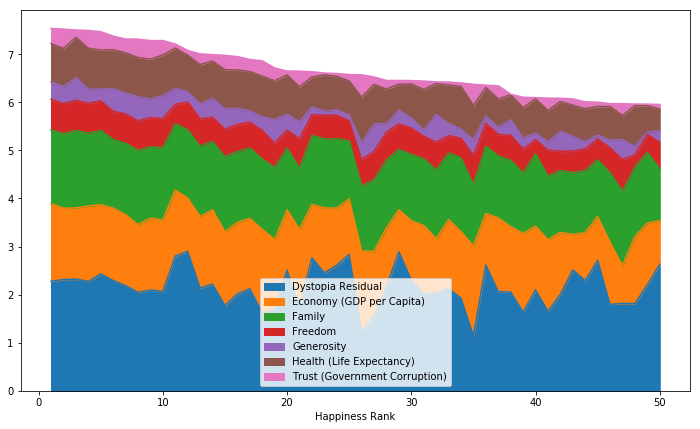 7
6
5
4
3
2
1
0
Dystopia Residual
Economy (GDP per Capita)
Family
Freedom
Generosity
Health (Life Expectancy)
Trust (Government Corruption)
0 10 20 30 40 50
Happiness Rank